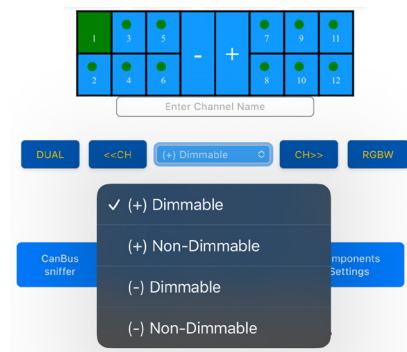 1 3 5 - + 7 9 11
2 4 6 8 10 12
Enter Channel Name
DUAL <<CH (+) Dimmable CH>> RGBW
✓ (+) Dimmable
(+) Non-Dimmable
(-) Dimmable
(-) Non-Dimmable
CanBus
sniffer
mponents
Settings